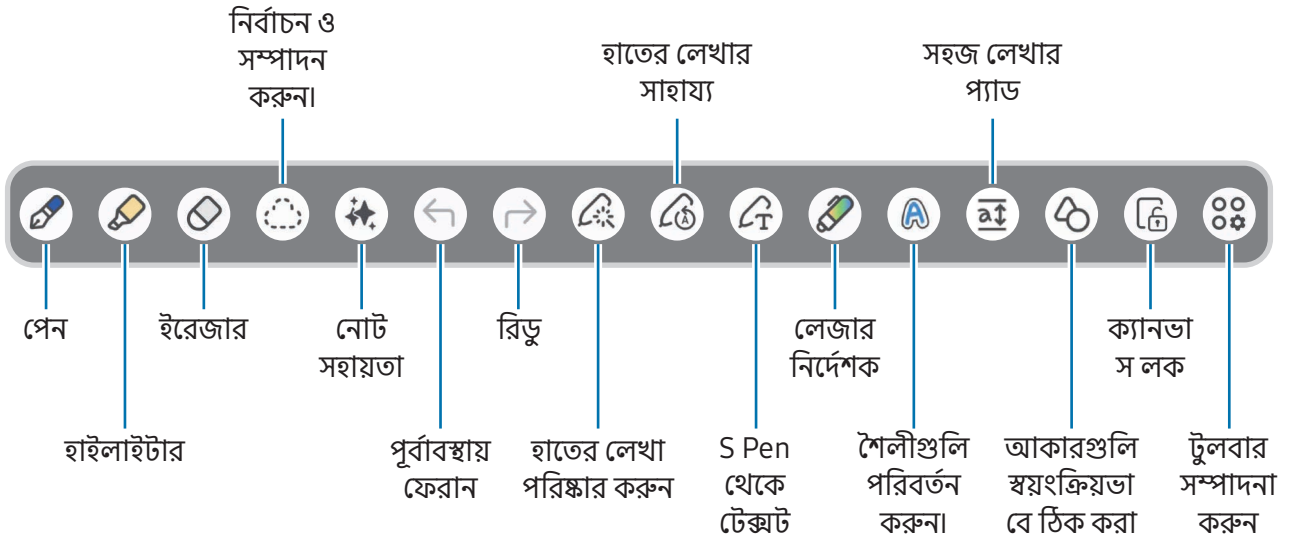 নির্বাচন ও
সম্পাদন
করুন।
হাতের লেখার
সাহায্য
সহজ লেখার
প্যাড
পেন
ইরেজার
নোট
সহায়তা
রিডু
লেজার
নির্দেশক
ক্যানভা
স লক
হাইলাইটার
পূর্বাবস্থায়
ফেরান
হাতের লেখা
পরিষ্কার করুন
S Pen
থেকে
টেক্সট
শৈলীগুলি
পরিবর্তন
করুন।
আকারগুলি
স্বয়ংক্রিয়ভা
বে ঠিক করা
টুলবার
সম্পাদনা
করুন